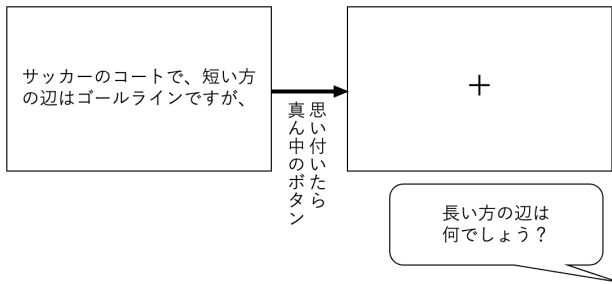 サッカーのコートで、短い方
の辺はゴールラインですが、
思い付いたら
真ん中のボタン
＋
長い方の辺は
何でしょう？